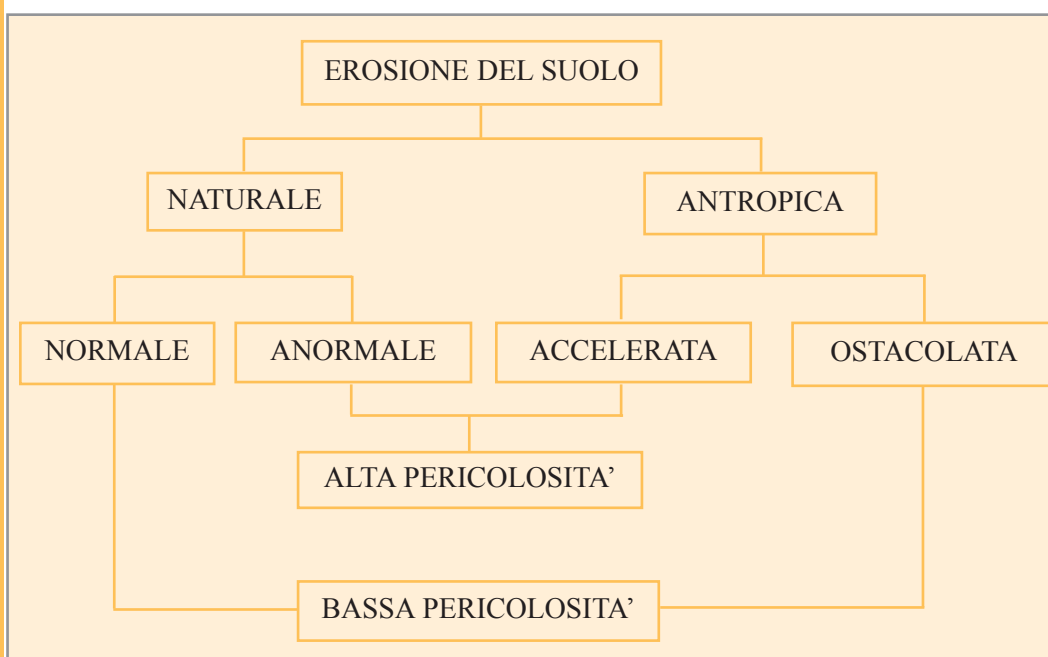 EROSIONE DEL SUOLO
NATURALE
ANTROPICA
NORMALE
ANORMALE
ACCELERATA
OSTACOLATA
ALTA PERICOLOSITA’
BASSA PERICOLOSITA’